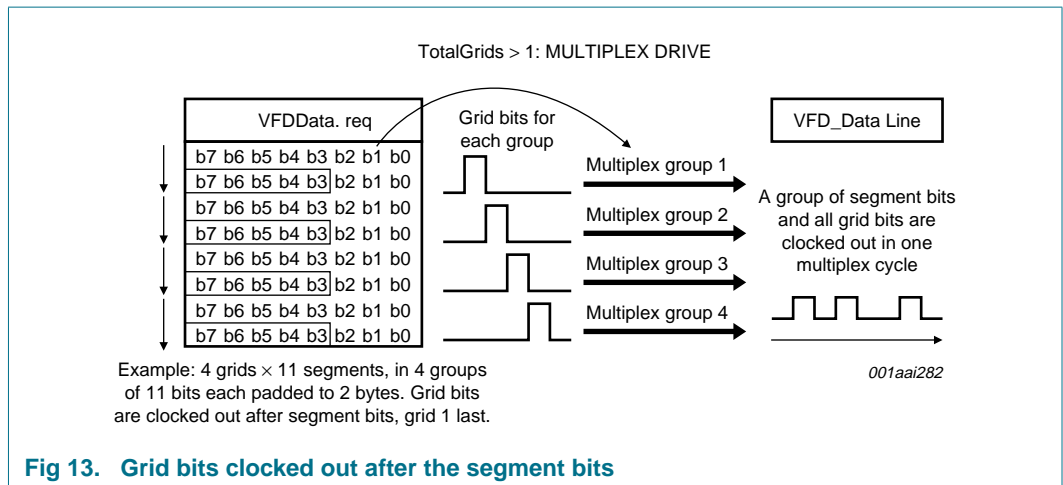 TotalGrids > 1: MULTIPLEX DRIVE
VFDData. req
b7 b6 b5 b4 b3 b2 b1 b0
b7 b6 b5 b4 b3 b2 b1 b0
b7 b6 b5 b4 b3 b2 b1 b0
b7 b6 b5 b4 b3 b2 b1 b0
b7 b6 b5 b4 b3 b2 b1 b0
b7 b6 b5 b4 b3 b2 b1 b0
b7 b6 b5 b4 b3 b2 b1 b0
b7 b6 b5 b4 b3 b2 b1 b0
Grid bits for
each group
Multiplex group 1
Multiplex group 2
Multiplex group 3
Multiplex group 4
VFD_Data Line
A group of segment bits
and all grid bits are
clocked out in one
multiplex cycle
001aai282
Example: 4 grids × 11 segments, in 4 groups
of 11 bits each padded to 2 bytes. Grid bits
are clocked out after segment bits, grid 1 last.
Fig 13. Grid bits clocked out after the segment bits